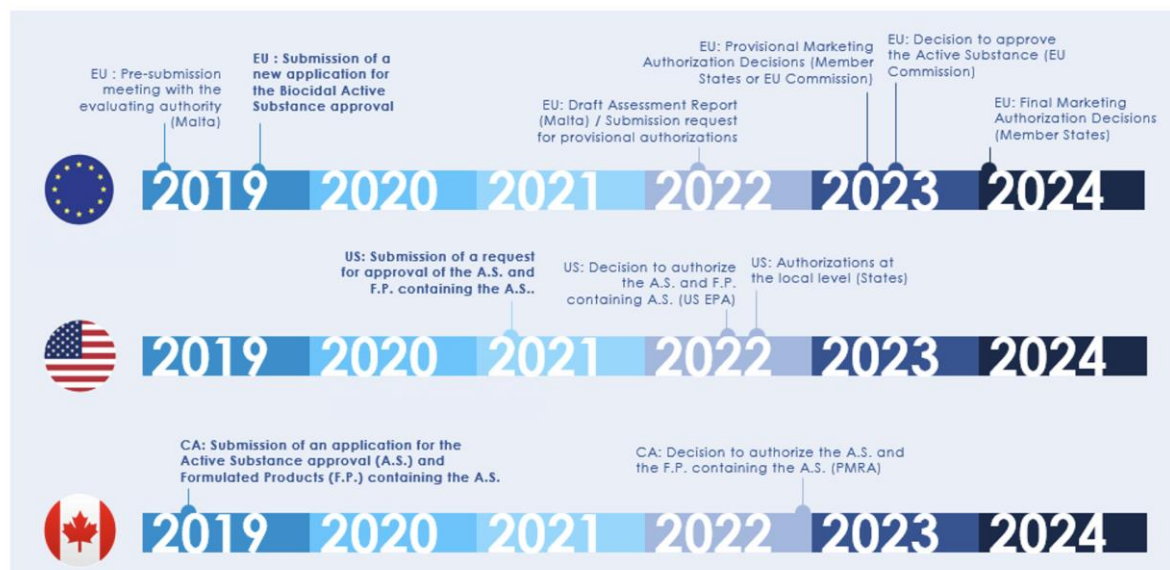 EU : Pre-submission
meeting with the
evaluating authority
(Malta)
EU : Submission of a
new application for
the Biocidal Active
Substance approval
EU: Draft Assessment Report
(Malta) / Submission request
for provisional authorizations
EU: Provisional Marketing
Authorization Decisions (Member
States or EU Commission)
EU: Decision to approve
the Active Substance (EU
Commission)
EU: Final Marketing
Authorization Decisions
(Member States)
2019 2020 2021 2022 2023 2024
US: Submission of a request
for approval of the A.S. and
F.P. containing the A.S..
US: Decision to authorize
the A.S. and F.P.
containing A.S. (US EPA)
US: Authorizations at
the local level (States)
2019 2020 2021 2022 2023 2024
CA: Submission of an application for the
Active Substance approval (A.S.) and
Formulated Products (F.P.) containing the A.S.
CA: Decision to authorize the A.S. and
the F.P. containing the A.S. (PMRA)
2019 2020 2021 2022 2023 2024